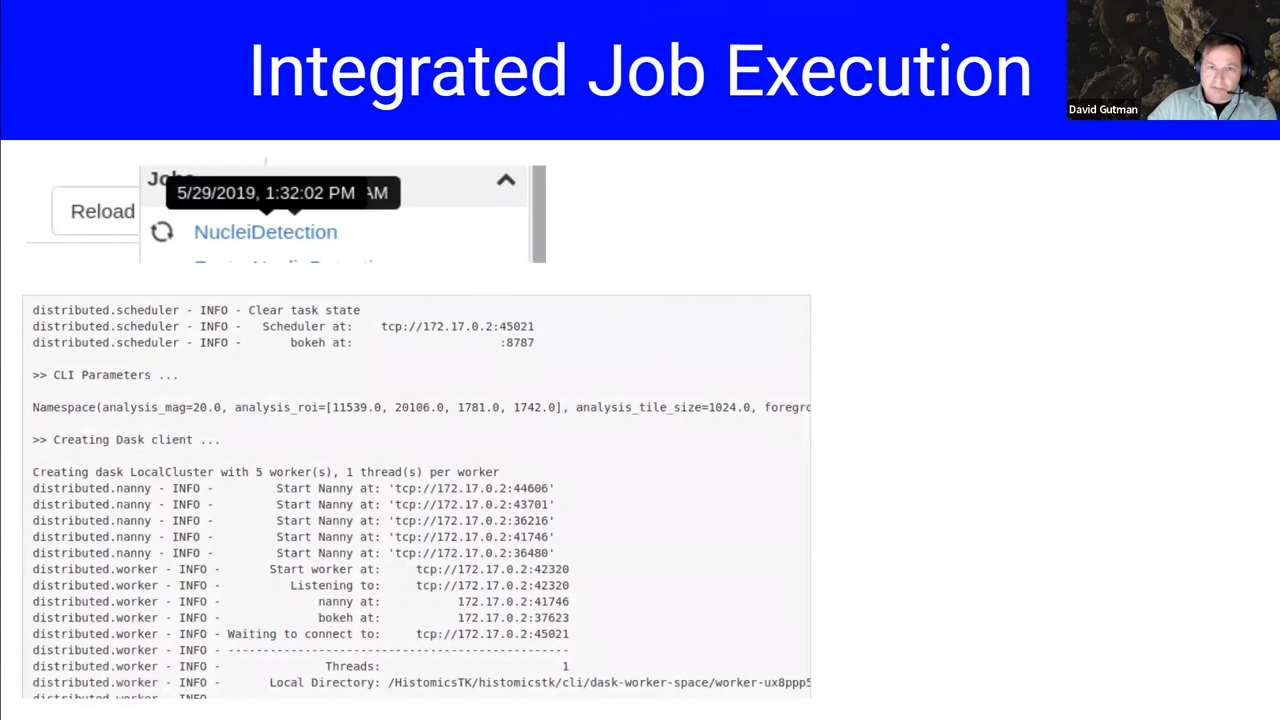 Integrated Job Execution
David Gutman
Reload
5/29/2019, 1:32:02 PM AM
NucleiDetection
distributed.scheduler - INFO - Clear task state
distributed.scheduler - INFO -   Scheduler at:    tcp://172.17.0.2:45021
distributed.scheduler - INFO -       bokeh at:                     :8787
>> CLI Parameters ...
Namespace(analysis_mag=20.0, analysis_roi=[11539.0, 20106.0, 1781.0, 1742.0], analysis_tile_size=1024.0, foregro
>> Creating Dask client ...
Creating dask LocalCluster with 5 worker(s), 1 thread(s) per worker
distributed.nanny - INFO -         Start Nanny at: 'tcp://172.17.0.2:44606'
distributed.nanny - INFO -         Start Nanny at: 'tcp://172.17.0.2:43701'
distributed.nanny - INFO -         Start Nanny at: 'tcp://172.17.0.2:36216'
distributed.nanny - INFO -         Start Nanny at: 'tcp://172.17.0.2:41746'
distributed.nanny - INFO -         Start Nanny at: 'tcp://172.17.0.2:36480'
distributed.worker - INFO -       Start worker at:     tcp://172.17.0.2:42320
distributed.worker - INFO -          Listening to:     tcp://172.17.0.2:42320
distributed.worker - INFO -              nanny at:           172.17.0.2:41746
distributed.worker - INFO -              bokeh at:           172.17.0.2:37623
distributed.worker - INFO - Waiting to connect to:     tcp://172.17.0.2:45021
distributed.worker - INFO - -------------------------------------------------
distributed.worker - INFO -               Threads:                          1
distributed.worker - INFO -       Local Directory: /HistomicsTK/histomicstk/cli/dask-worker-space/worker-ux8ppp5